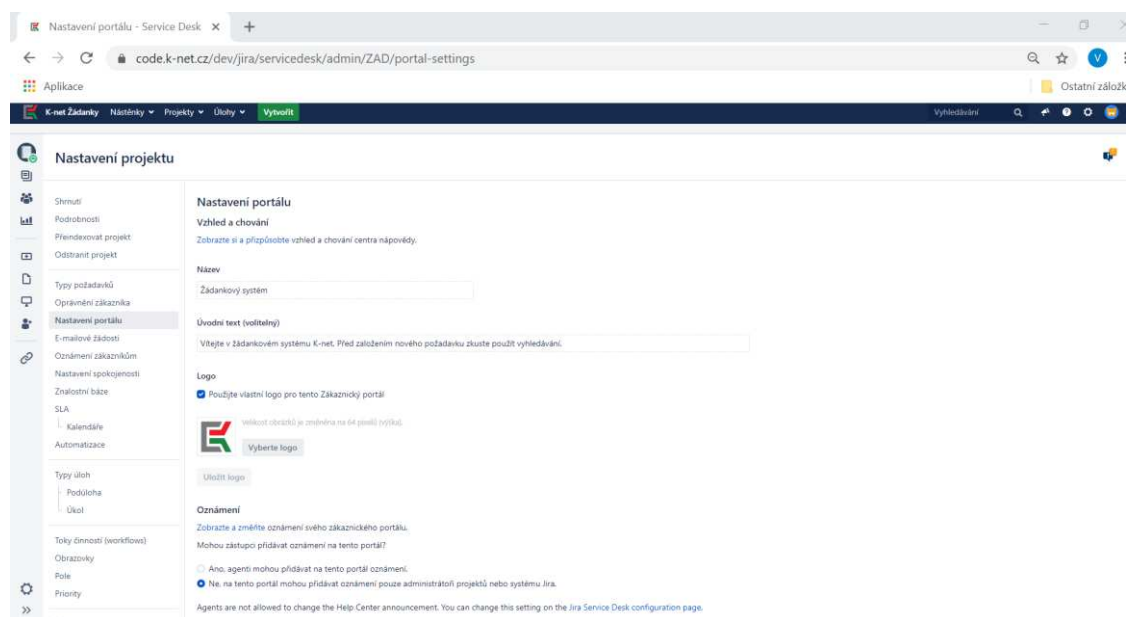 Nastavení portálu - Service Desk
code.k-net.cz/dev/jira/servicedesk/admin/ZAD/portal-settings
V
Aplikace
Ostatní zálož
K-net Žádanky Nástěnky Projekty Úlohy Vytvořit Vyhledávání
Nastavení projektu
Shrnutí
Podrobnosti
Přeindexovat projekt
Odstranit projekt
Typy požadavků
Oprávnění zákazníka
Nastavení portálu
E-mailové žádosti
Oznámení zákazníkům
Nastavení spokojenosti
Znalostní báze
SLA
Kalendáře
Automatizace
Typy úloh
Podúloha
Úkol
Toky činností (workflows)
Obrazovky
Pole
Priority
Nastavení portálu
Vzhled a chování
Zobrazte si a přizpůsobte vzhled a chování centra nápovědy.
Název
Žádankový systém
Úvodní text (volitelný)
Vítejte v žádankovém systému K-net. Před založením nového požadavku zkuste použít vyhledávání.
Logo
Použijte vlastní logo pro tento Zákaznický portál
Velikost obrázků je změněna na 64 pixelů (výška).
Vyberte logo
Uložit logo
Oznámení
Zobrazte a změňte oznámení svého zákaznického portálu.
Mohou zástupci přidávat oznámení na tento portál?
Ano, agenti mohou přidávat na tento portál oznámení.
Ne, na tento portál mohou přidávat oznámení pouze administrátoři projektů nebo systému Jira.
Agents are not allowed to change the Help Center announcement. You can change this setting on the Jira Service Desk configuration page.